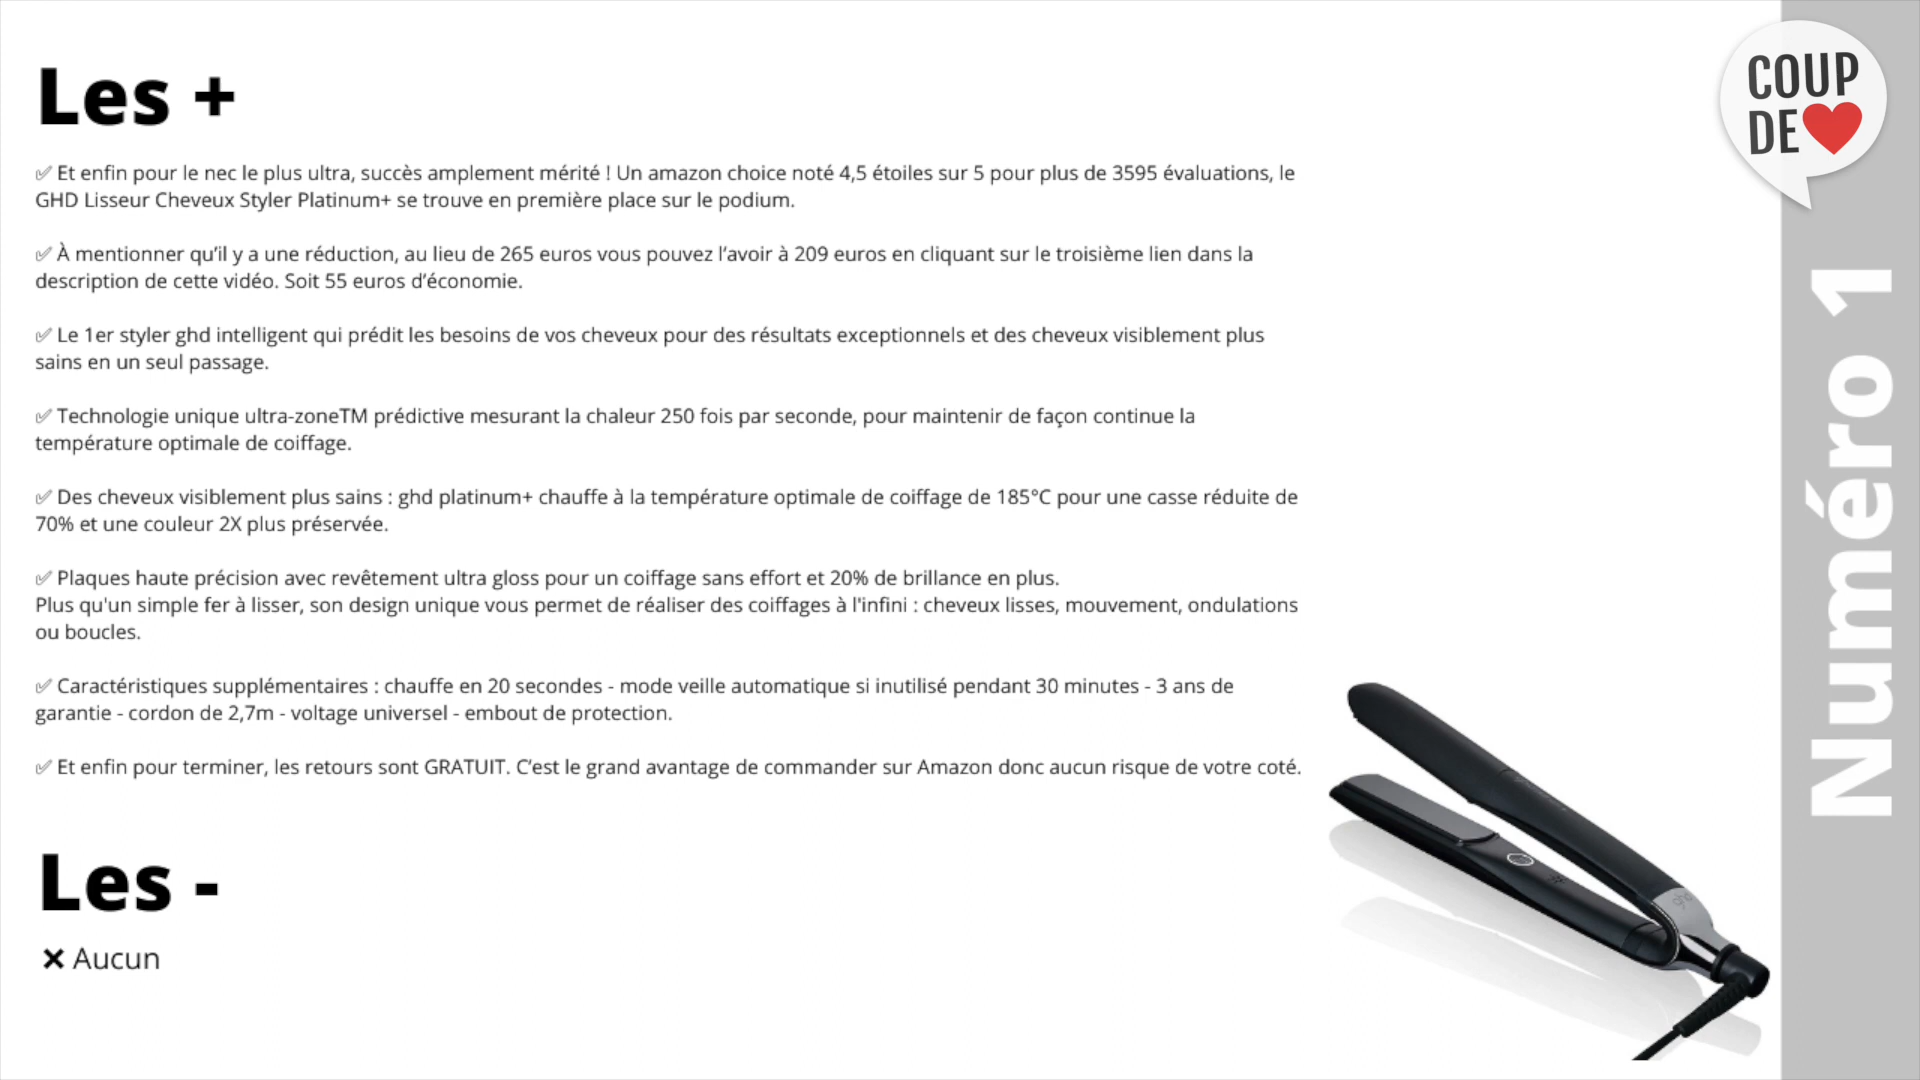 Les +
✅ Et enfin pour le nec le plus ultra, succès amplement mérité ! Un amazon choice noté 4,5 étoiles sur 5 pour plus de 3595 évaluations, le
GHD Lisseur Cheveux Styler Platinum+ se trouve en première place sur le podium.
✅ À mentionner qu’il y a une réduction, au lieu de 265 euros vous pouvez l’avoir à 209 euros en cliquant sur le troisième lien dans la
description de cette vidéo. Soit 55 euros d’économie.
✅ Le 1er styler ghd intelligent qui prédit les besoins de vos cheveux pour des résultats exceptionnels et des cheveux visiblement plus
sains en un seul passage.
✅ Technologie unique ultra-zoneTM prédictive mesurant la chaleur 250 fois par seconde, pour maintenir de façon continue la
température optimale de coiffage.
✅ Des cheveux visiblement plus sains : ghd platinum+ chauffe à la température optimale de coiffage de 185°C pour une casse réduite de
70% et une couleur 2X plus préservée.
✅ Plaques haute précision avec revêtement ultra gloss pour un coiffage sans effort et 20% de brillance en plus.
Plus qu'un simple fer à lisser, son design unique vous permet de réaliser des coiffages à l'infini : cheveux lisses, mouvement, ondulations
ou boucles.
✅ Caractéristiques supplémentaires : chauffe en 20 secondes - mode veille automatique si inutilisé pendant 30 minutes - 3 ans de
garantie - cordon de 2,7m - voltage universel - embout de protection.
✅ Et enfin pour terminer, les retours sont GRATUIT. C’est le grand avantage de commander sur Amazon donc aucun risque de votre coté.
Les -
❌ Aucun
COUP
DE
Numéro 1
ghd